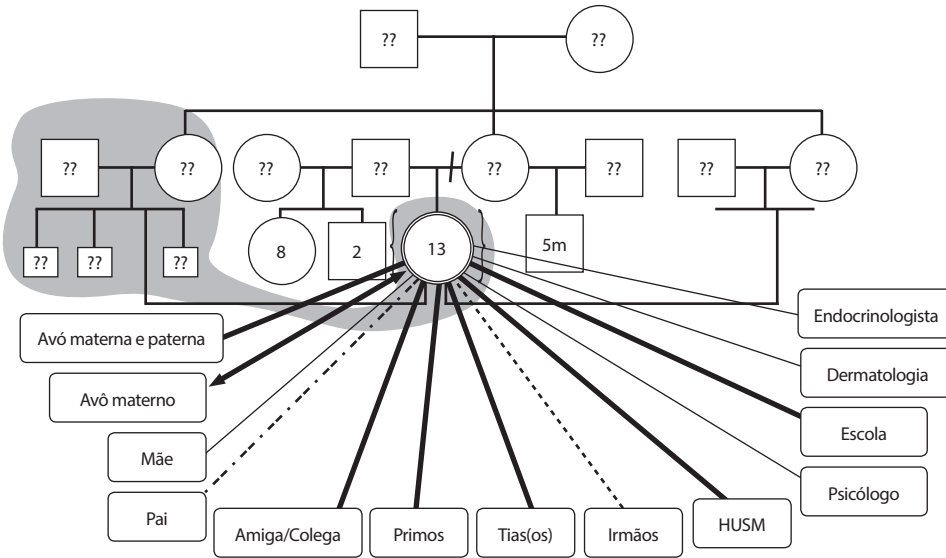 ??
??
??
??
??
??
??
??
??
??
8
2
13
5m
??
??
??
Avó materna e paterna
Avô materno
Mãe
Pai
Amiga/Colega
Primos
Tias(os)
Irmãos
HUSM
Endocrinologista
Dermatologia
Escola
Psicólogo